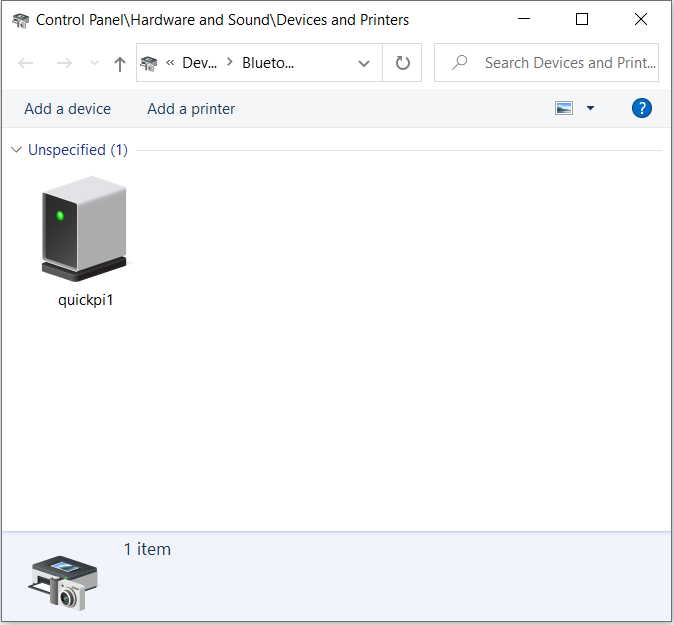 Control Panel\Hardware and Sound\Devices and Printers
« Dev... > Blueto...
Search Devices and Print...
Add a device
Add a printer
?
Unspecified (1)
quickpi1
1 item